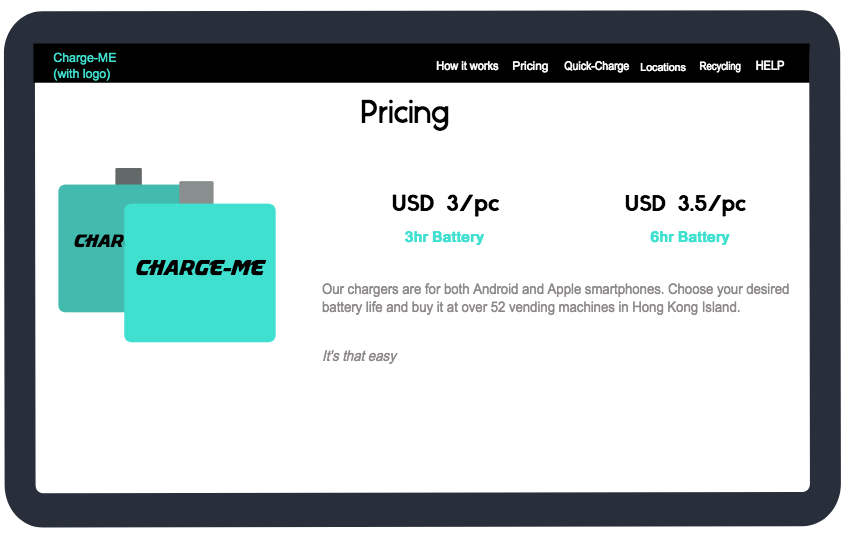 Charge-ME
(with logo)
How it works Pricing Quick-Charge Locations Recycling HELP
Pricing
CHAR
CHARGE-ME
USD 3/pc
3hr Battery
USD 3.5/pc
6hr Battery
Our chargers are for both Android and Apple smartphones. Choose your desired
battery life and buy it at over 52 vending machines in Hong Kong Island.
It's that easy